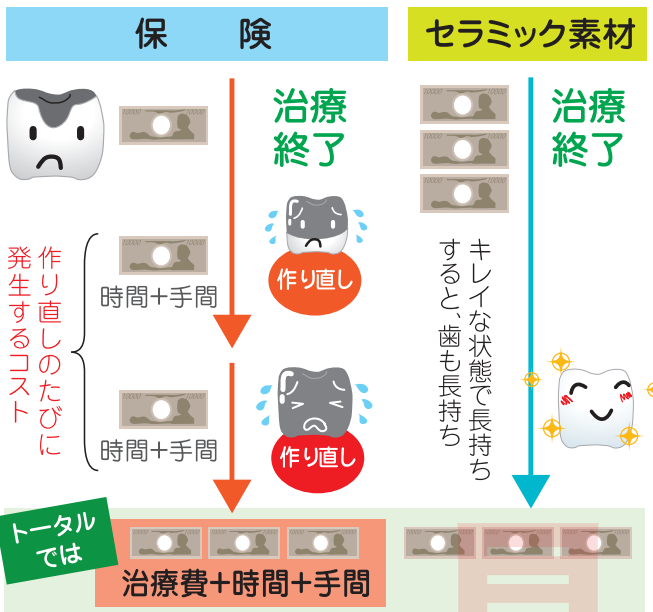 保　険
セラミック素材
治療
終了
時間＋手間
作り直し
時間＋手間
作り直し
作り直しのたびに
発生するコスト
治療
終了
キレイな状態で長持ち
すると、歯も長持ち
トータル
では
治療費＋時間＋手間